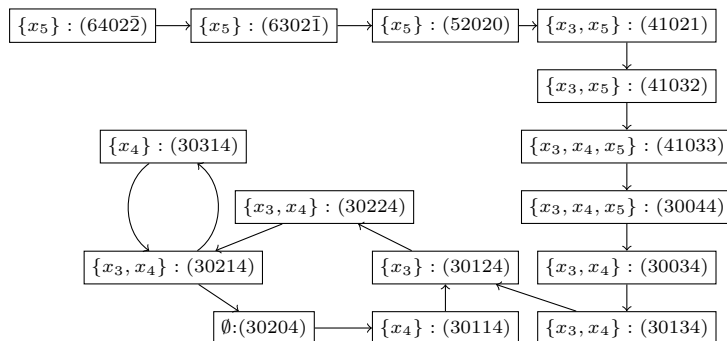 {x₅} : (64022̄)
{x₅} : (63021̄)
{x₅} : (52020)
{x₃, x₅} : (41021)
{x₃, x₅} : (41032)
{x₄} : (30314)
{x₃, x₄, x₅} : (41033)
{x₃, x₄} : (30224)
{x₃, x₄, x₅} : (30044)
{x₃, x₄} : (30214)
{x₃} : (30124)
{x₃, x₄} : (30034)
∅:(30204)
{x₄} : (30114)
{x₃, x₄} : (30134)